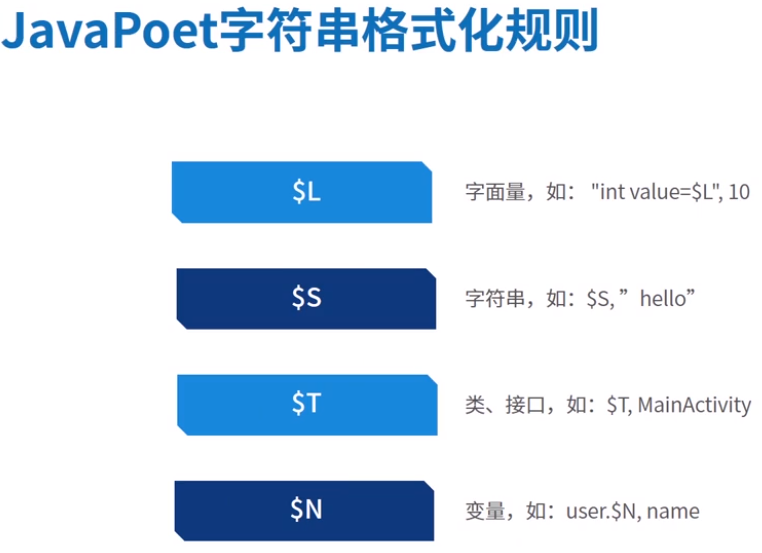 JavaPoet字符串格式化规则
$L
字面量，如： "int value=$L", 10
$S
字符串，如：$S, ”hello”
$T
类、接口，如：$T, MainActivity
$N
变量，如：user.$N, name